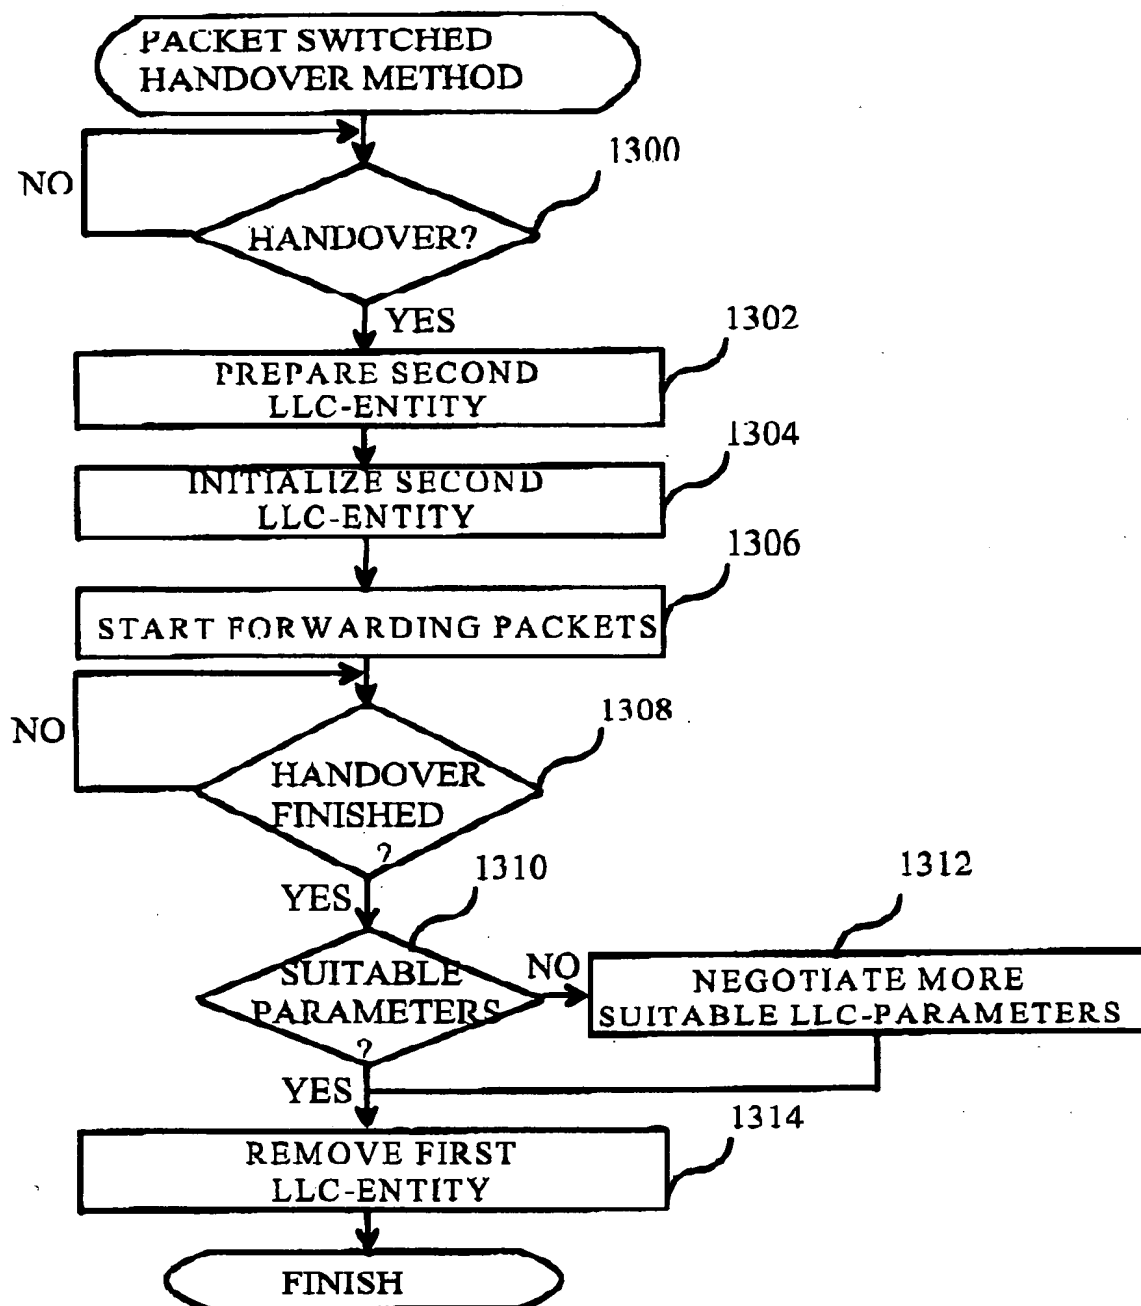 PACKET SWITCHED
HANDOVER METHOD
1300
NO
HANDOVER?
YES
1302
PREPARE SECOND
LLC-ENTITY
1304
INITIALIZE SECOND
LLC-ENTITY
1306
START FORWARDING PACKETS
NO
1308
HANDOVER
FINISHED
?
YES
1310
1312
SUITABLE
PARAMETERS
?
NO
NEGOTIATE MORE
SUITABLE LLC-PARAMETERS
YES
1314
REMOVE FIRST
LLC-ENTITY
FINISH